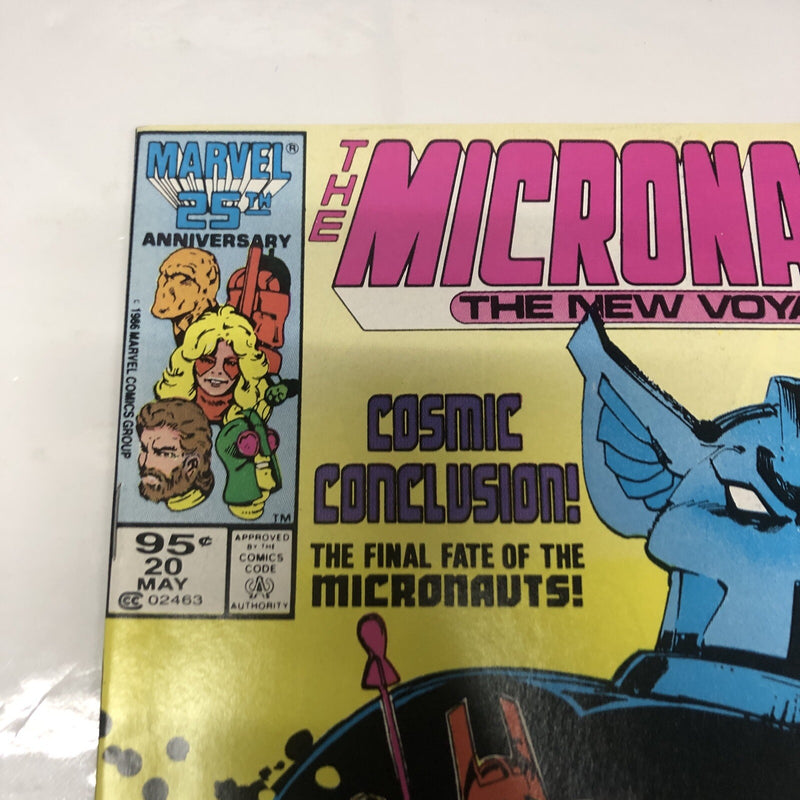 MARVEL®
25TH
ANNIVERSARY
© 1986 MARVEL COMICS GROUP
TM
95¢
20
MAY
CC 02463
APPROVED
BY THE
COMICS
CODE
AUTHORITY
THE
MICRONA
THE NEW VOYA
COSMIC
CONCLUSION!
THE FINAL FATE OF THE
MICRONAUTS!